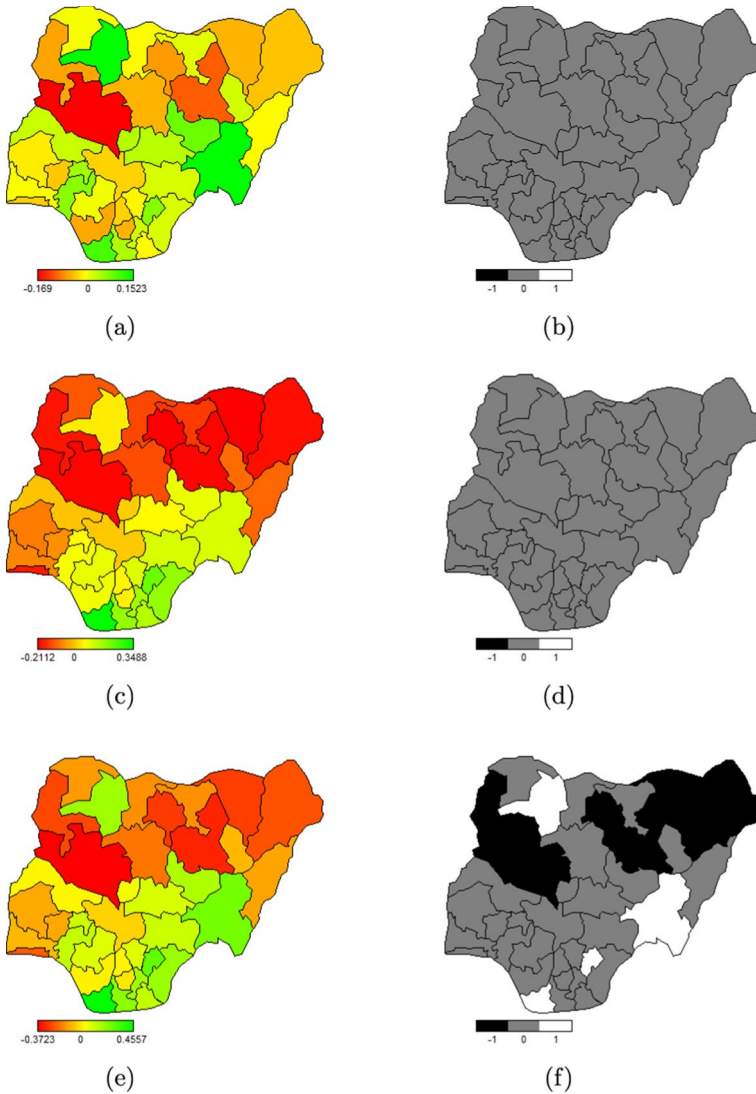 -0.169 0 0.1523
-1 0 1
(a)
(b)
-0.2112 0 0.3488
-1 0 1
(c)
(d)
-0.3723 0 0.4557
-1 0 1
(e)
(f)